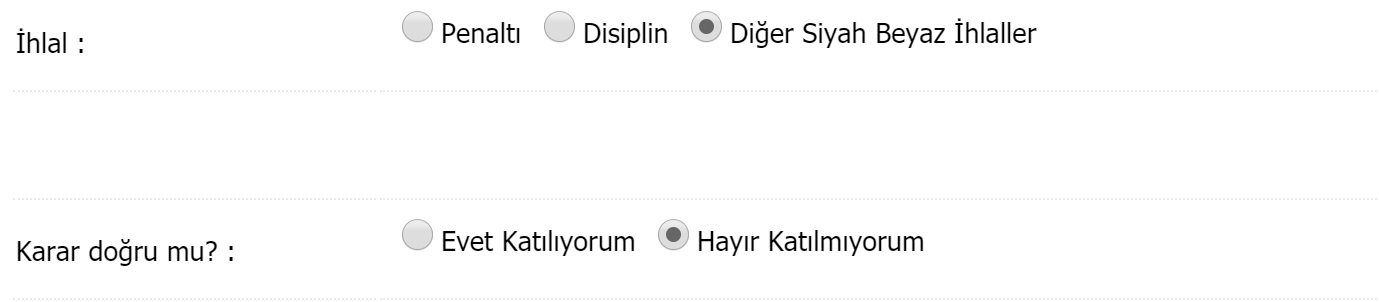 İhlal : Penaltı Disiplin Diğer Siyah Beyaz İhlaller
Karar doğru mu? : Evet Katılıyorum Hayır Katılmıyorum